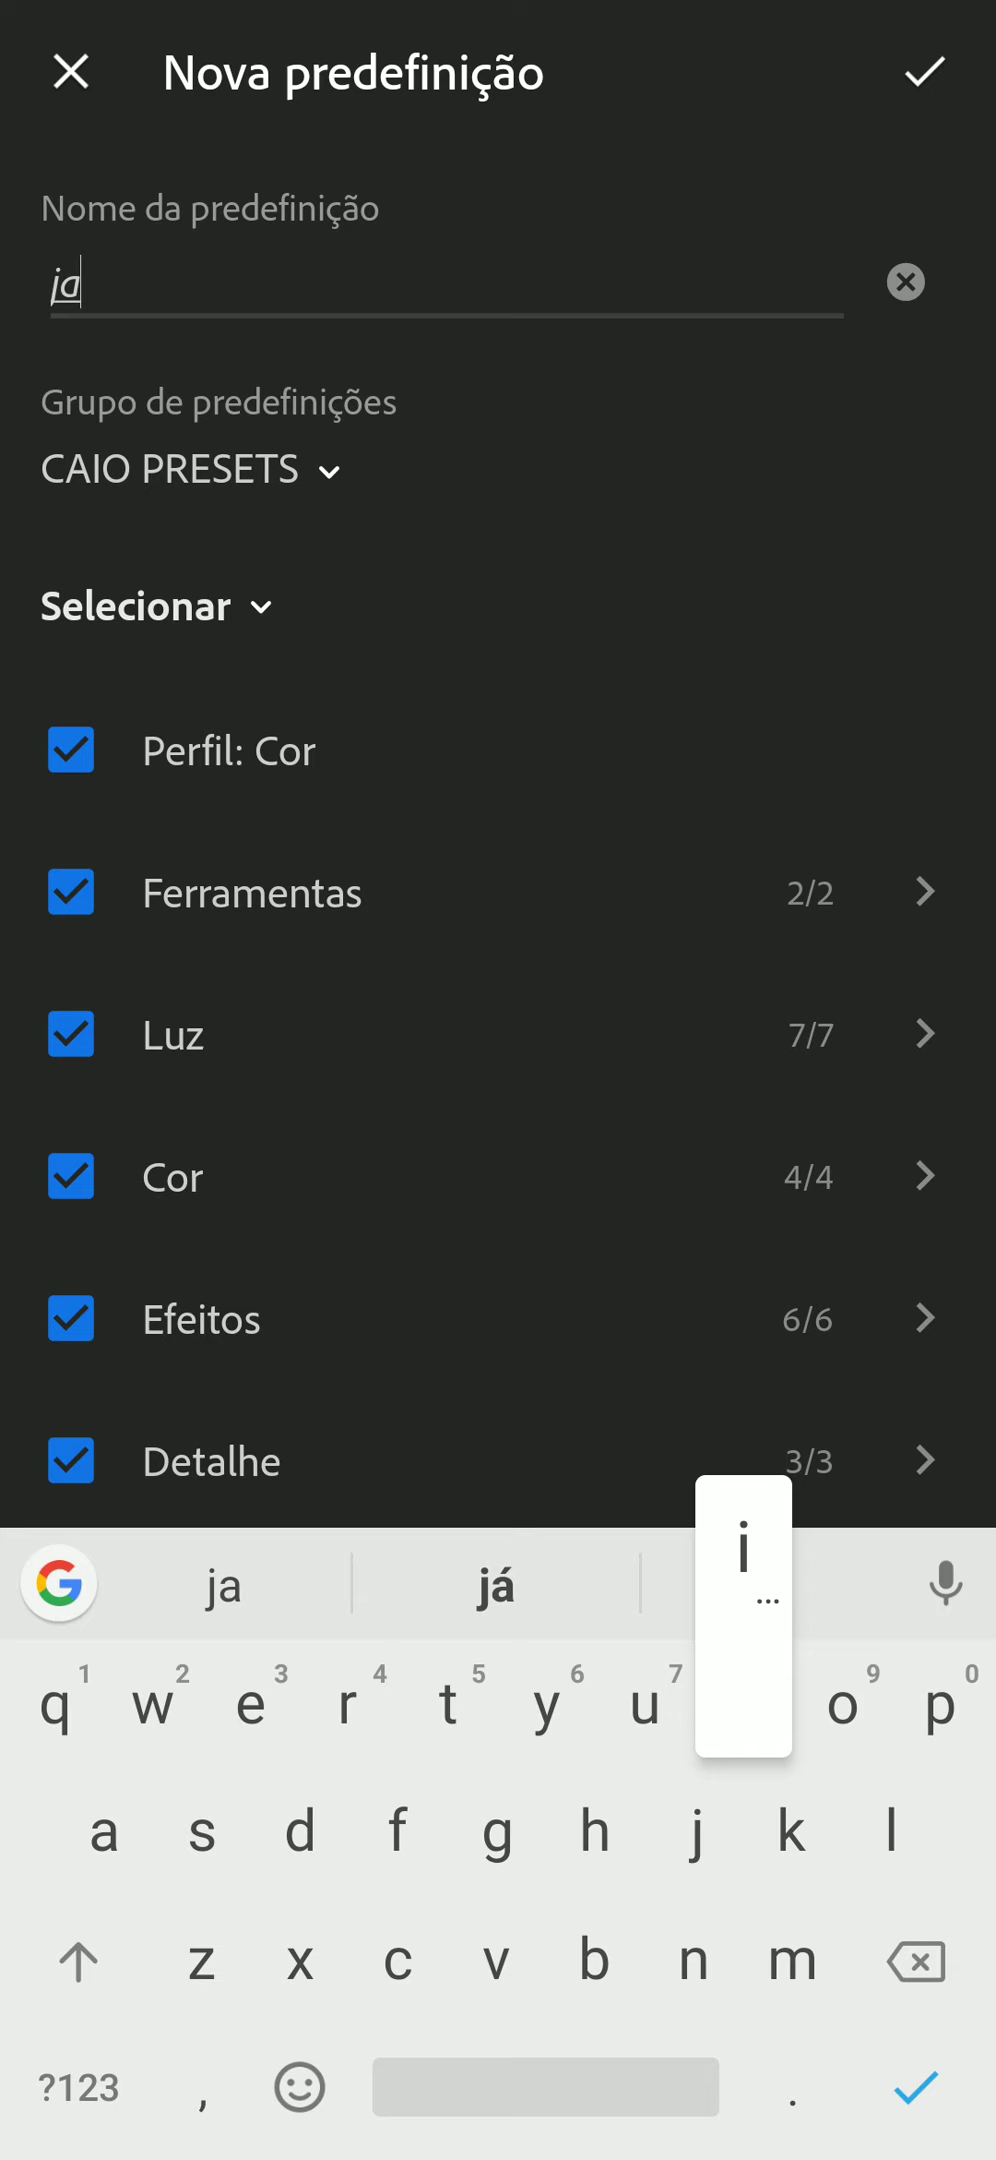 Nova predefinição
Nome da predefinição
ja
Grupo de predefinições
CAIO PRESETS
Selecionar
Perfil: Cor
Ferramentas 2/2
Luz 7/7
Cor 4/4
Efeitos 6/6
Detalhe 3/3
ja já
i
...
1 2 3 4 5 6 7 9 0
q w e r t y u o p
a s d f g h j k l
z x c v b n m
?123 , .